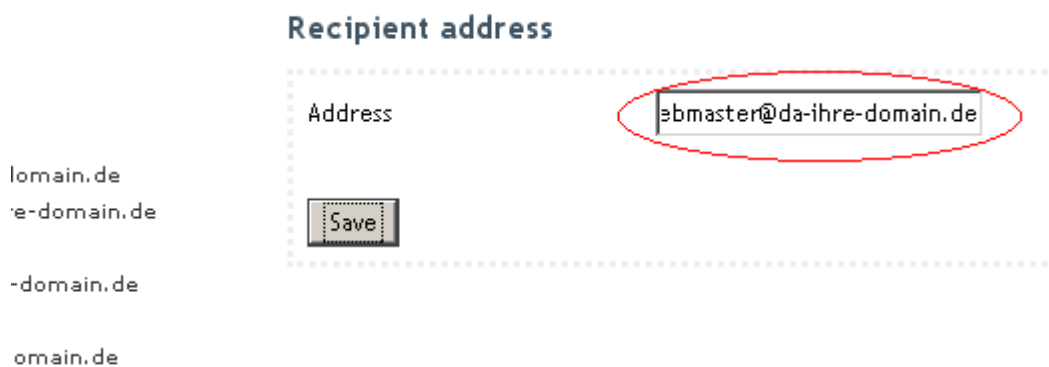 Recipient address
Address
ebmaster@da-ihre-domain.de
lomain.de
e-domain.de
Save
-domain.de
omain.de